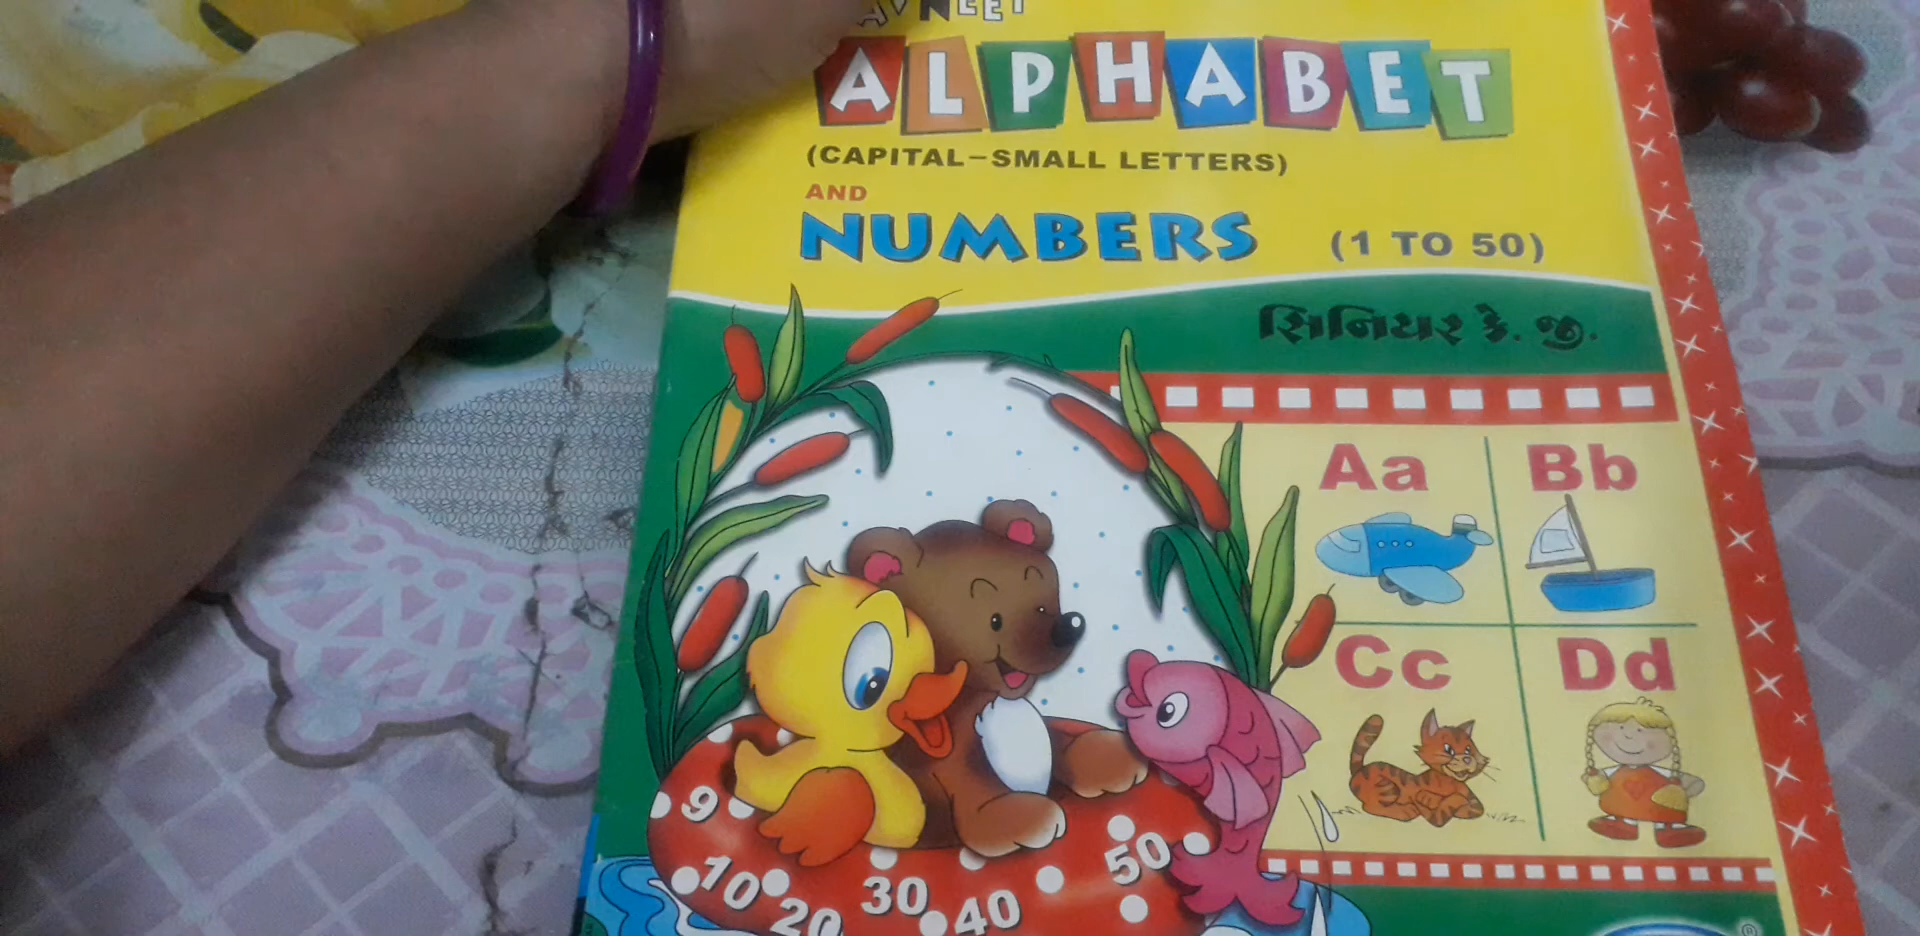 NAVNEET
ALPHABET
(CAPITAL-SMALL LETTERS)
AND
NUMBERS (1 TO 50)
સિનિયર કે. જી.
Aa Bb
Cc Dd
9
10 20 30 40 50
®